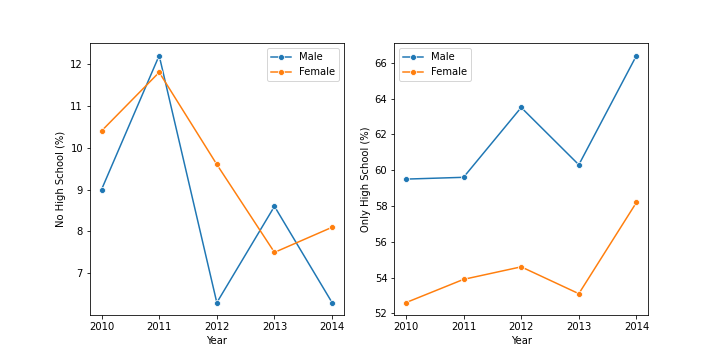 No High School (%)
12
11
10
9
8
7
2010 2011 2012 2013 2014
Year
Male
Female
Only High School (%)
66
64
62
60
58
56
54
52
2010 2011 2012 2013 2014
Year
Male
Female